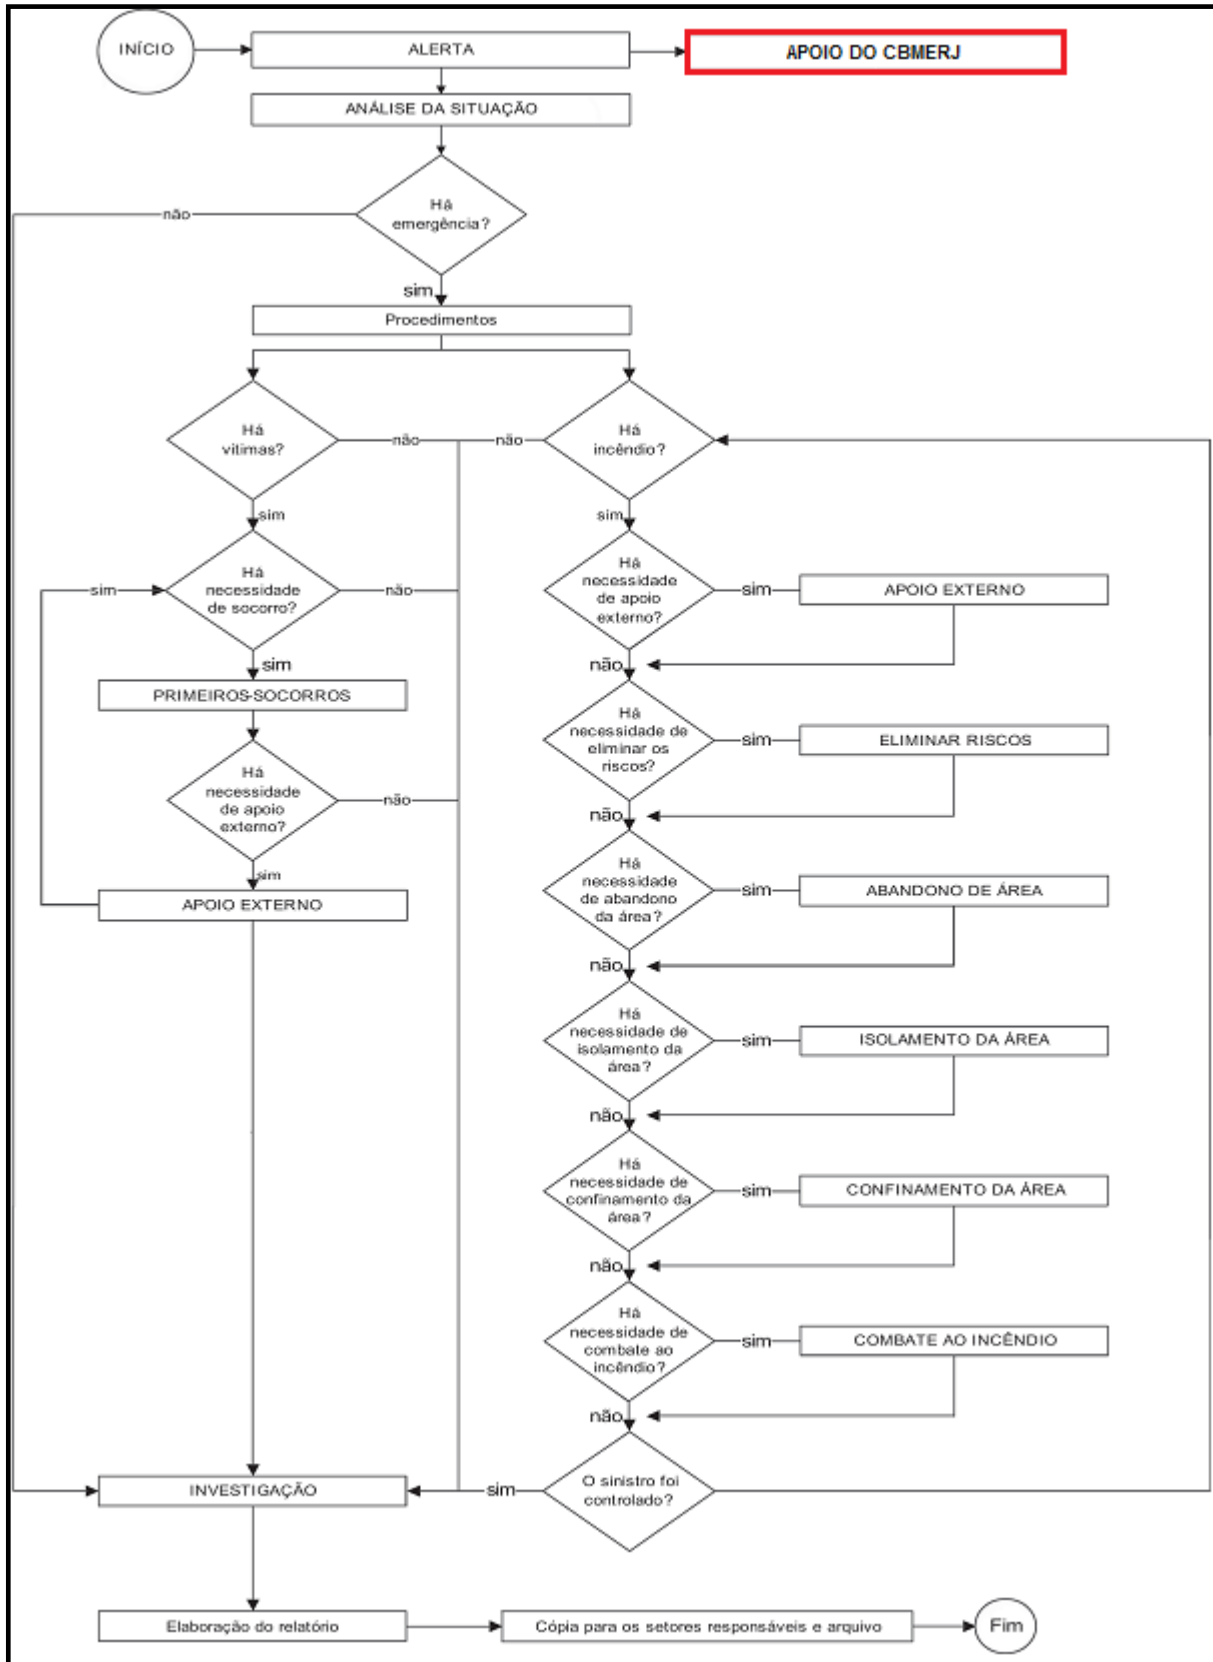 INÍCIO
ALERTA
APOIO DO CBMERJ
ANÁLISE DA SITUAÇÃO
Há
emergência?
não
sim
Procedimentos
Há
vitimas?
não
não
Há
incêndio?
sim
sim
Há
necessidade
de socorro?
sim
não
Há
necessidade
de apoio
externo?
sim
APOIO EXTERNO
sim
não
PRIMEIROS-SOCORROS
Há
necessidade de
eliminar os
riscos?
sim
ELIMINAR RISCOS
Há
necessidade
de apoio
externo?
não
não
sim
Há
necessidade
de abandono
da área?
sim
ABANDONO DE ÁREA
APOIO EXTERNO
não
Há
necessidade de
isolamento da
área?
sim
ISOLAMENTO DA ÁREA
não
Há
necessidade de
confinamento da
área?
sim
CONFINAMENTO DA ÁREA
não
Há
necessidade de
combate ao
incêndio?
sim
COMBATE AO INCÊNDIO
não
O sinistro foi
controlado?
sim
INVESTIGAÇÃO
Elaboração do relatório
Cópia para os setores responsáveis e arquivo
Fim